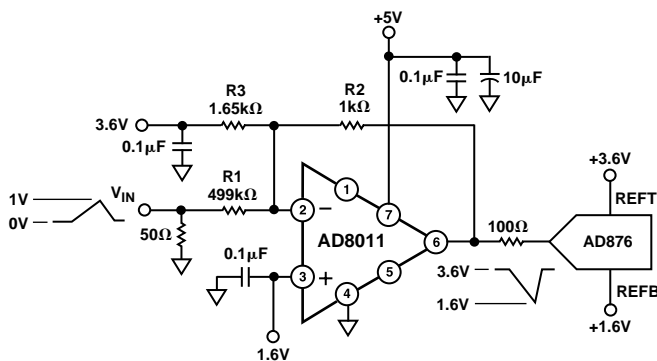 +5V
R3
1.65kΩ
R2
1kΩ
0.1μF
10μF
3.6V
0.1μF
R1
499kΩ
VIN
1V
0V
50Ω
0.1μF
1.6V
1
2
–
3
+
4
5
6
7
AD8011
100Ω
3.6V
1.6V
+3.6V
REFT
AD876
REFB
+1.6V